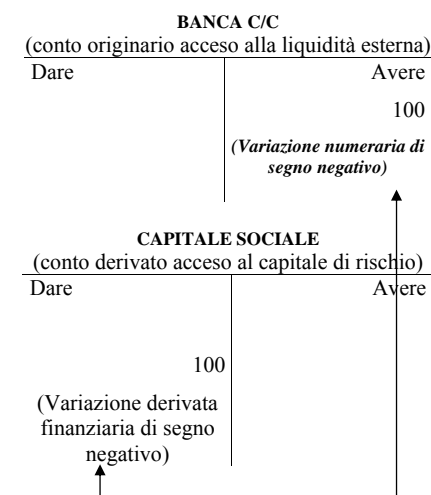 BANCA C/C
(conto originario acceso alla liquidità esterna)
Dare Avere
100
(Variazione numeraria di
segno negativo)
CAPITALE SOCIALE
(conto derivato acceso al capitale di rischio)
Dare Avere
100
(Variazione derivata
finanziaria di segno
negativo)